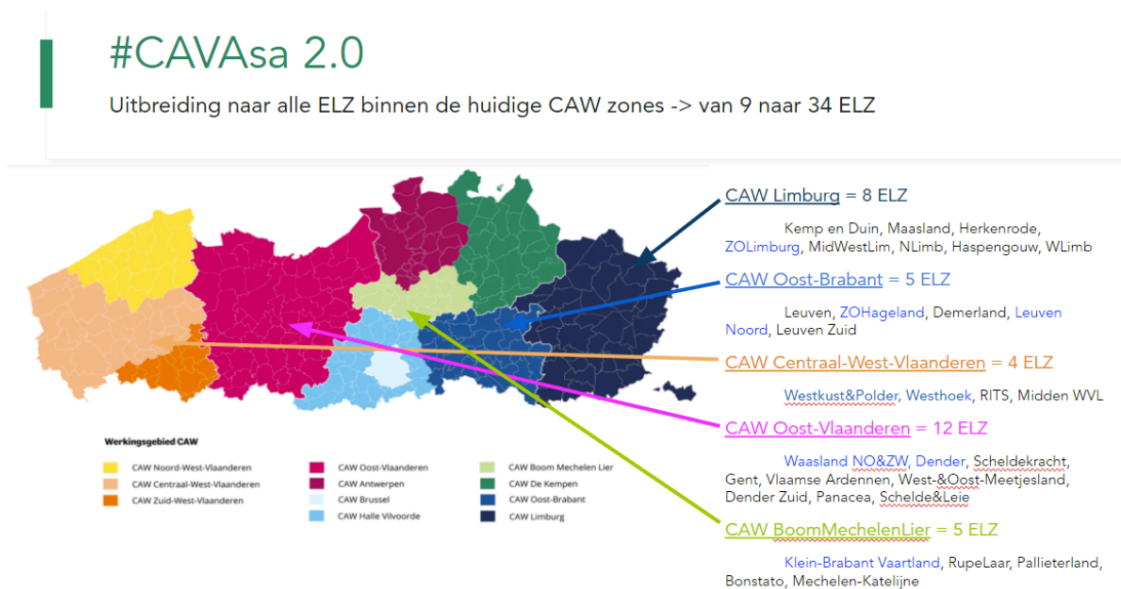 #CAVAsa 2.0
Uitbreiding naar alle ELZ binnen de huidige CAW zones -> van 9 naar 34 ELZ
CAW Limburg = 8 ELZ
Kemp en Duin, Maasland, Herkenrode,
ZOLimburg, MidWestLim, NLimb, Haspengouw, WLimb
CAW Oost-Brabant = 5 ELZ
Leuven, ZOHageland, Demerland, Leuven
Noord, Leuven Zuid
CAW Centraal-West-Vlaanderen = 4 ELZ
Westkust&Polder, Westhoek, RITS, Midden WVL
CAW Oost-Vlaanderen = 12 ELZ
Waasland NO&ZW, Dender, Scheldekracht,
Gent, Vlaamse Ardennen, West-&Oost-Meetjesland,
Dender Zuid, Panacea, Schelde&Leie
CAW BoomMechelenLier = 5 ELZ
Klein-Brabant Vaartland, RupeLaar, Pallieterland,
Bonstato, Mechelen-Katelijne
Werkingsgebied CAW
CAW Noord-West-Vlaanderen
CAW Centraal-West-Vlaanderen
CAW Zuid-West-Vlaanderen
CAW Oost-Vlaanderen
CAW Antwerpen
CAW Brussel
CAW Halle Vilvoorde
CAW Boom Mechelen Lier
CAW De Kempen
CAW Oost-Brabant
CAW Limburg